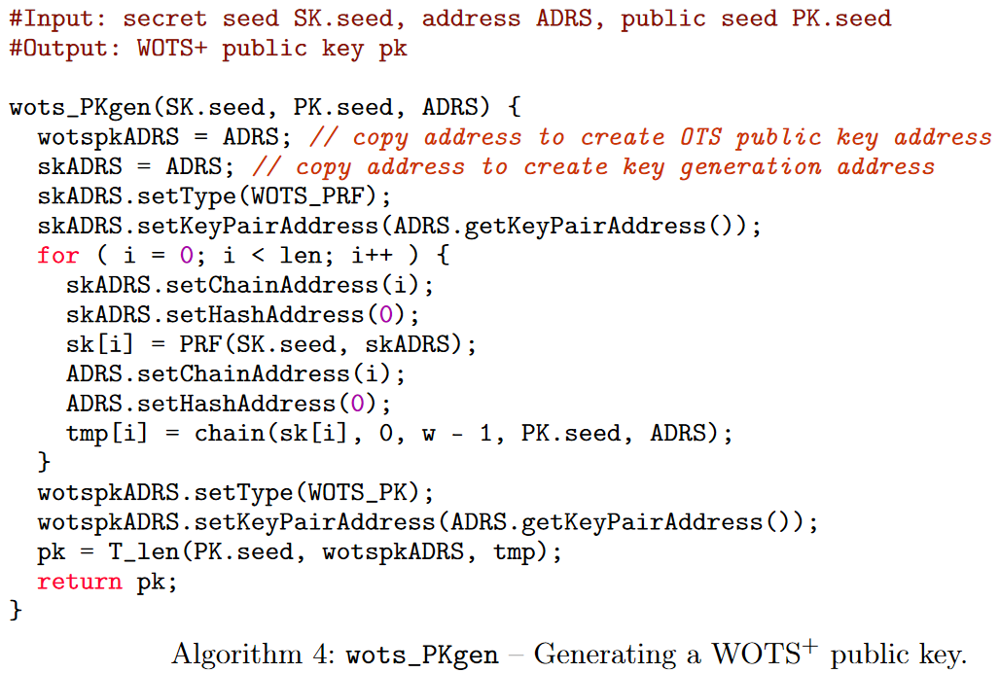 #Input: secret seed SK.seed, address ADRS, public seed PK.seed
#Output: WOTS+ public key pk
wots_PKgen(SK.seed, PK.seed, ADRS) {
wotspkADRS = ADRS; // copy address to create OTS public key address
skADRS = ADRS; // copy address to create key generation address
skADRS.setType(WOTS_PRF);
skADRS.setKeyPairAddress(ADRS.getKeyPairAddress());
for ( i = 0; i < len; i++ ) {
skADRS.setChainAddress(i);
skADRS.setHashAddress(0);
sk[i] = PRF(SK.seed, skADRS);
ADRS.setChainAddress(i);
ADRS.setHashAddress(0);
tmp[i] = chain(sk[i], 0, w - 1, PK.seed, ADRS);
}
wotspkADRS.setType(WOTS_PK);
wotspkADRS.setKeyPairAddress(ADRS.getKeyPairAddress());
pk = T_len(PK.seed, wotspkADRS, tmp);
return pk;
}
Algorithm 4: wots_PKgen – Generating a WOTS⁺ public key.